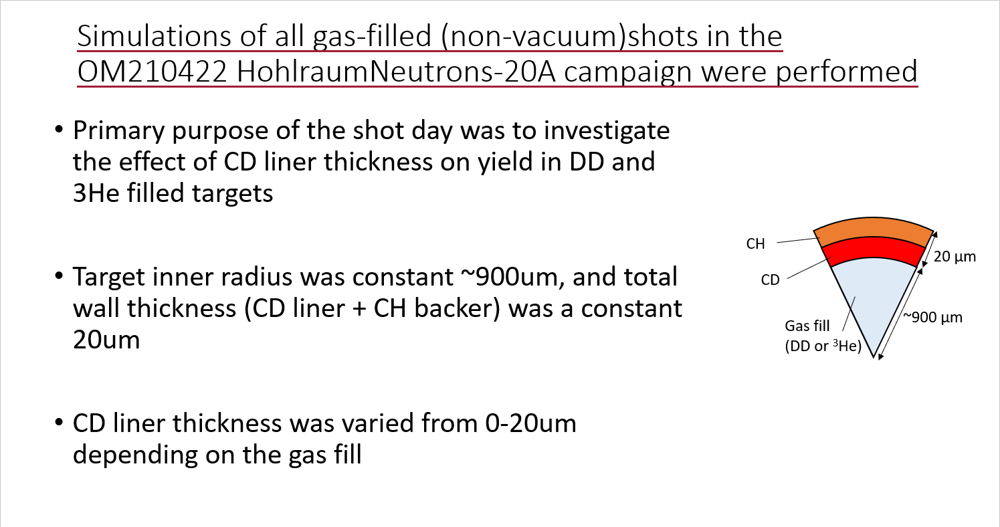 Simulations of all gas-filled (non-vacuum)shots in the
OM210422 HohlraumNeutrons-20A campaign were performed
• Primary purpose of the shot day was to investigate
the effect of CD liner thickness on yield in DD and
3He filled targets
• Target inner radius was constant ~900um, and total
wall thickness (CD liner + CH backer) was a constant
20um
• CD liner thickness was varied from 0-20um
depending on the gas fill
CH
20 µm
CD
~900 µm
Gas fill
(DD or ³He)